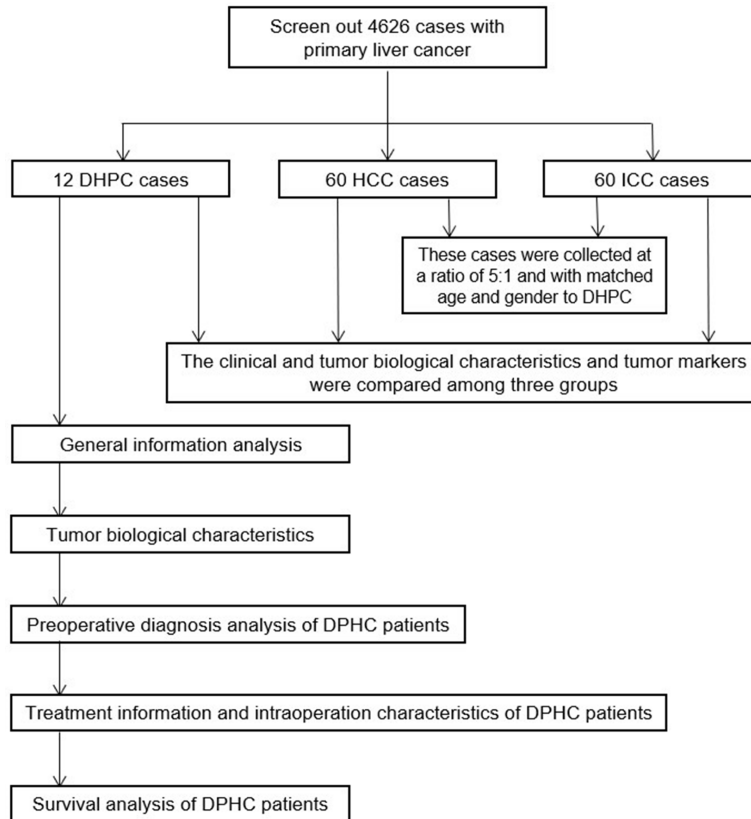 Screen out 4626 cases with
primary liver cancer
12 DHPC cases
60 HCC cases
60 ICC cases
These cases were collected at
a ratio of 5:1 and with matched
age and gender to DHPC
The clinical and tumor biological characteristics and tumor markers
were compared among three groups
General information analysis
Tumor biological characteristics
Preoperative diagnosis analysis of DPHC patients
Treatment information and intraoperation characteristics of DPHC patients
Survival analysis of DPHC patients